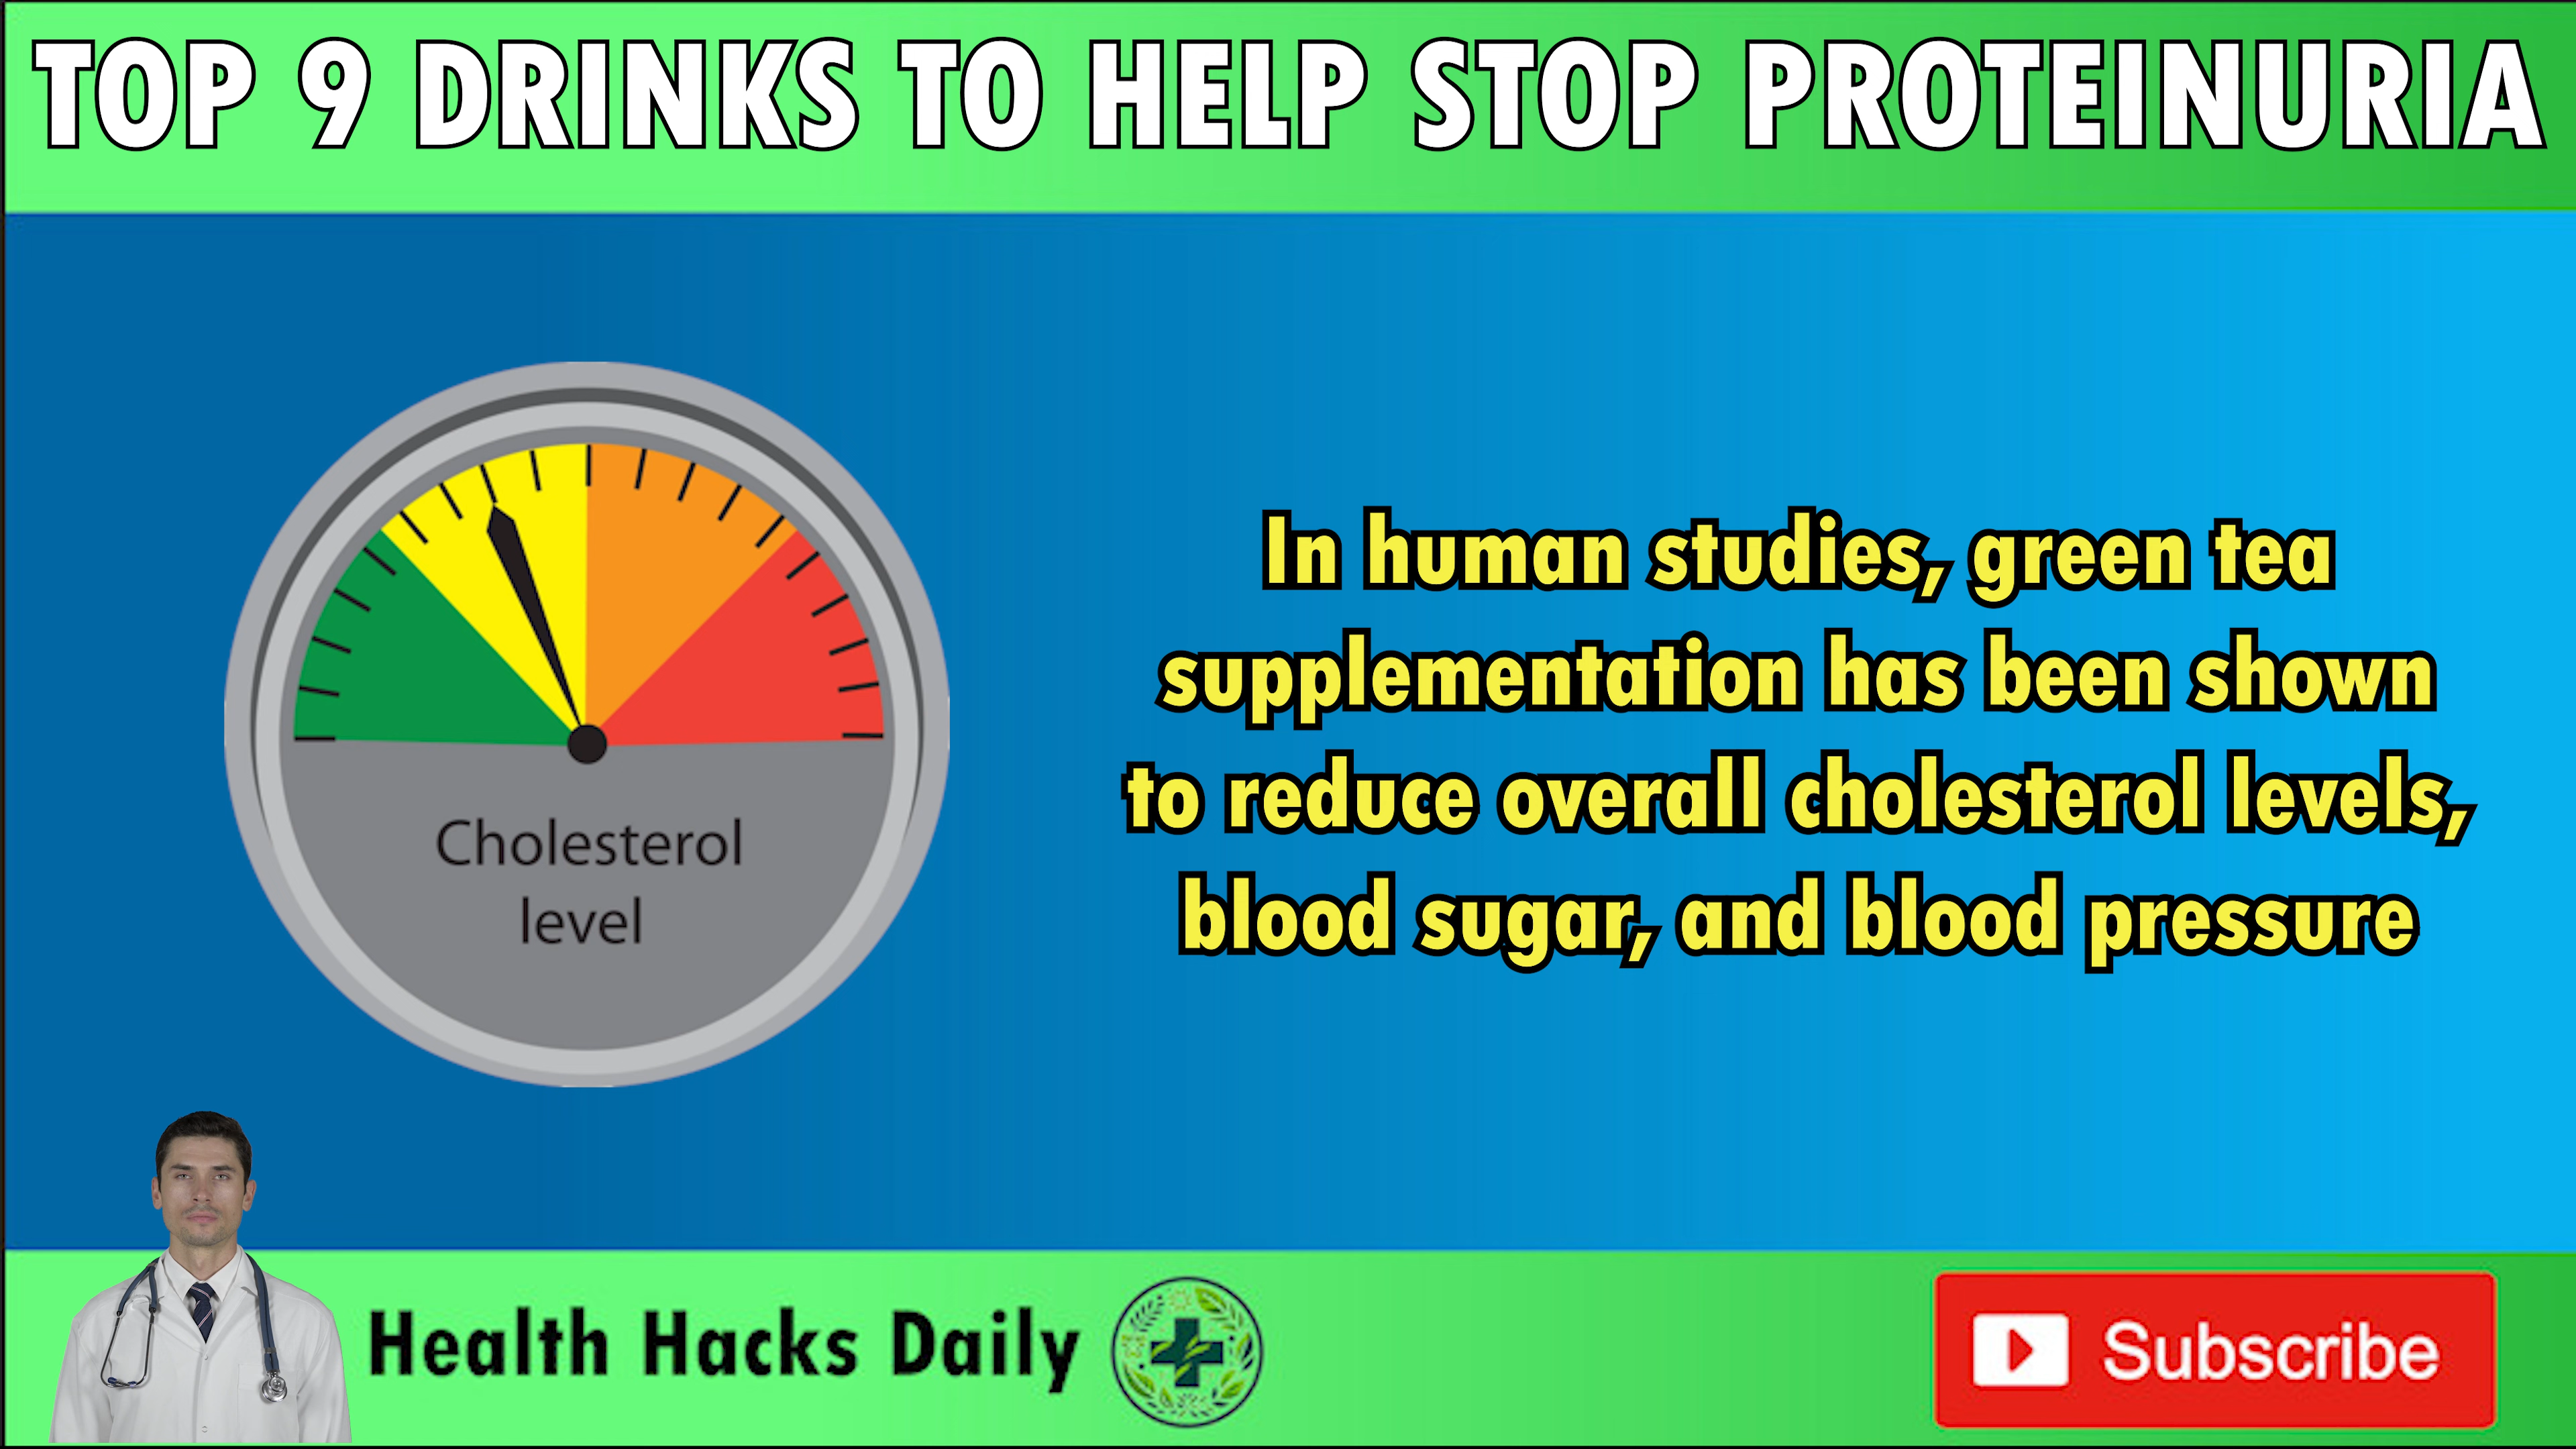 TOP 9 DRINKS TO HELP STOP PROTEINURIA
Cholesterol
level
In human studies, green tea
supplementation has been shown
to reduce overall cholesterol levels,
blood sugar, and blood pressure
Health Hacks Daily
Subscribe